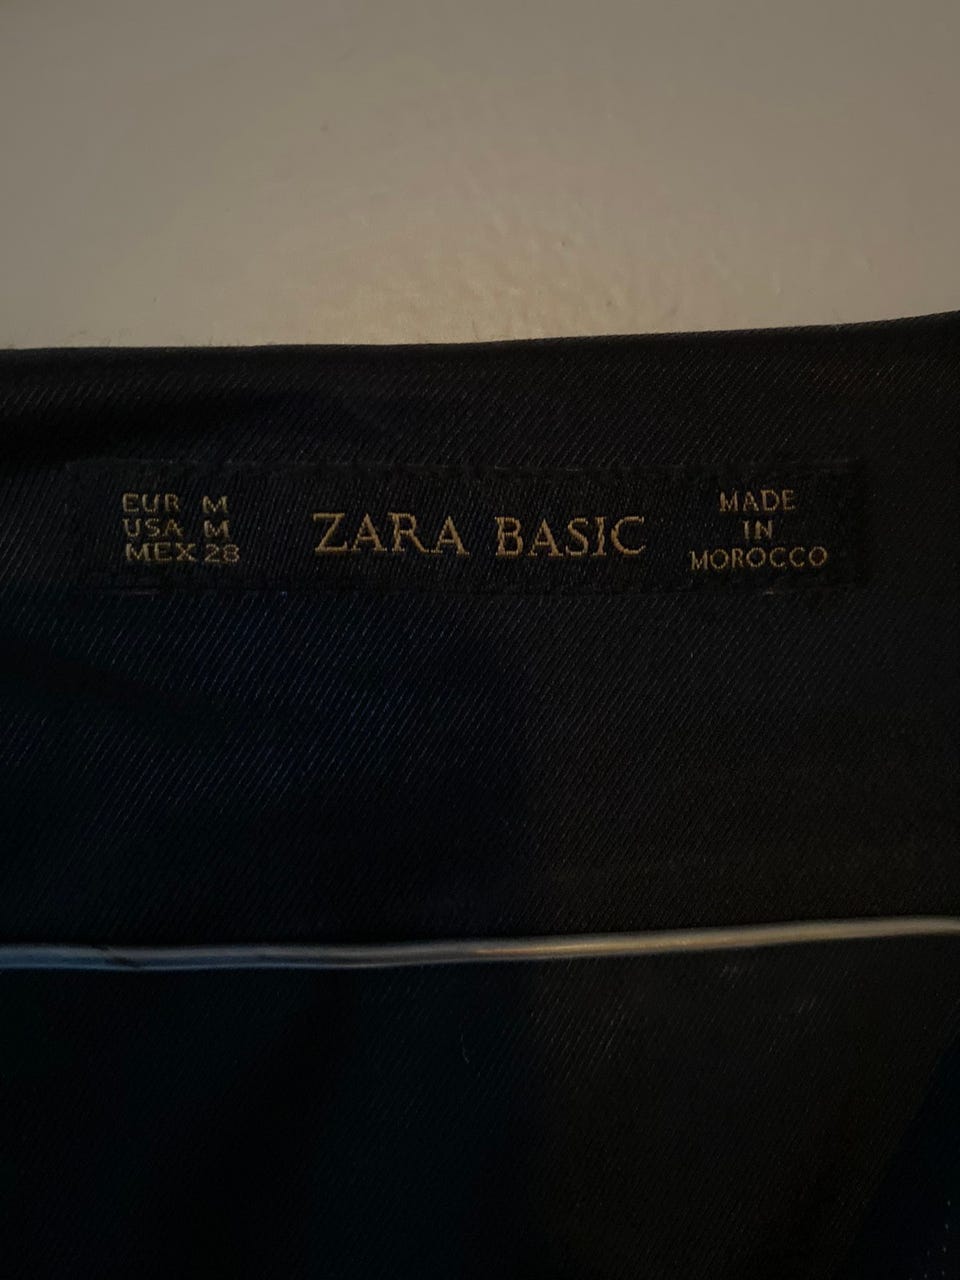 EUR M
USA M
MEX 28
ZARA BASIC
MADE
IN
MOROCCO